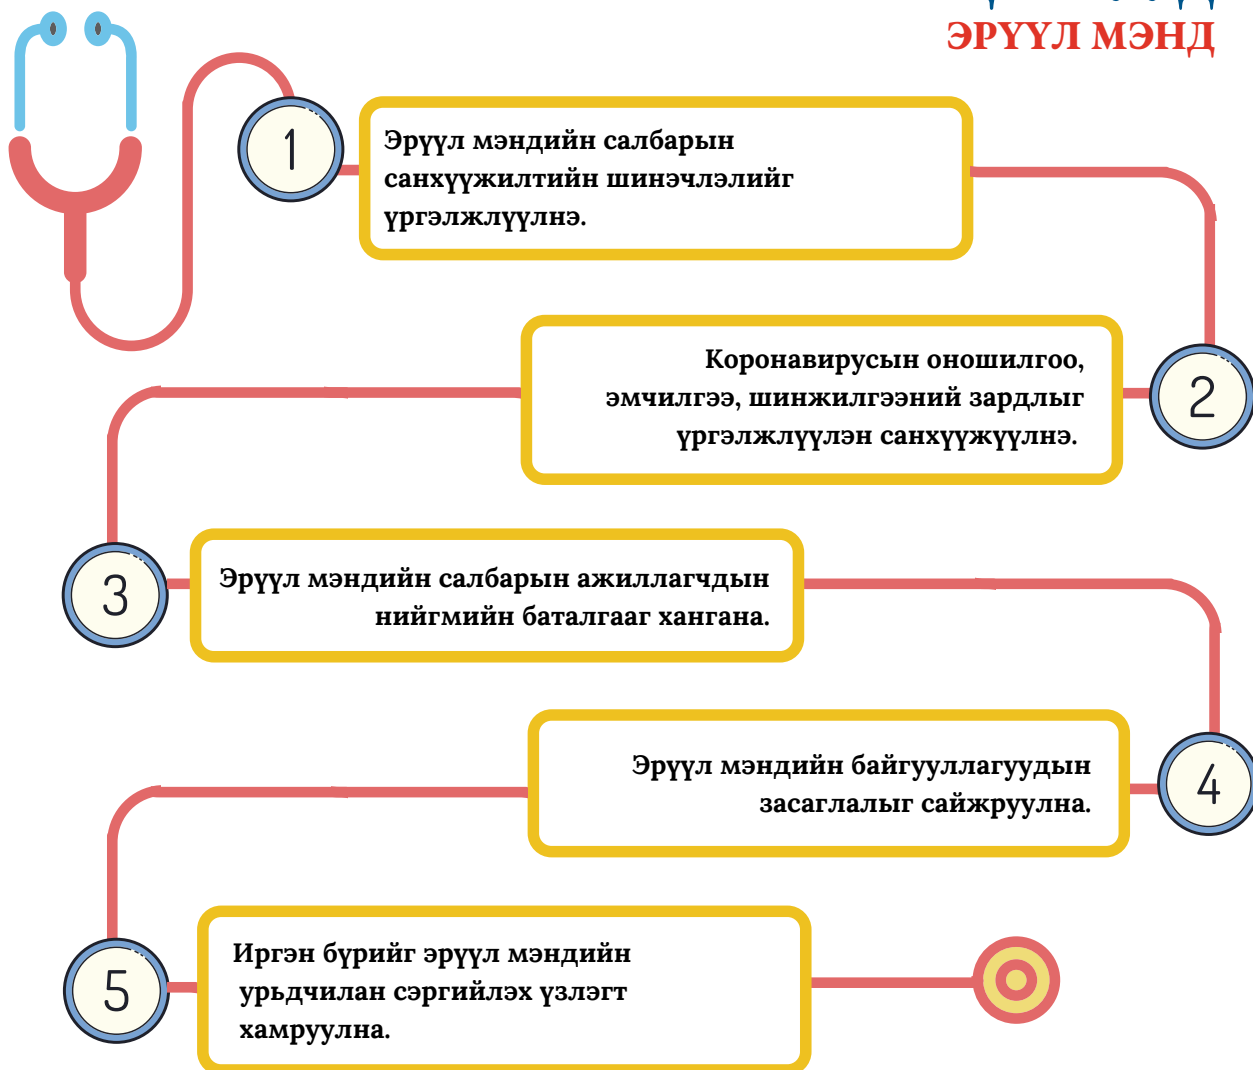 ЭРҮҮЛ МЭНД
1
Эрүүл мэндийн салбарын
санхүүжилтийн шинэчлэлийг
үргэлжлүүлнэ.
Коронавирусын оношилгоо,
эмчилгээ, шинжилгээний зардлыг
үргэлжлүүлэн санхүүжүүлнэ.
2
3
Эрүүл мэндийн салбарын ажиллагчдын
нийгмийн баталгааг хангана.
Эрүүл мэндийн байгууллагуудын
засаглалыг сайжруулна.
4
5
Иргэн бүрийг эрүүл мэндийн
урьдчилан сэргийлэх үзлэгт
хамруулна.